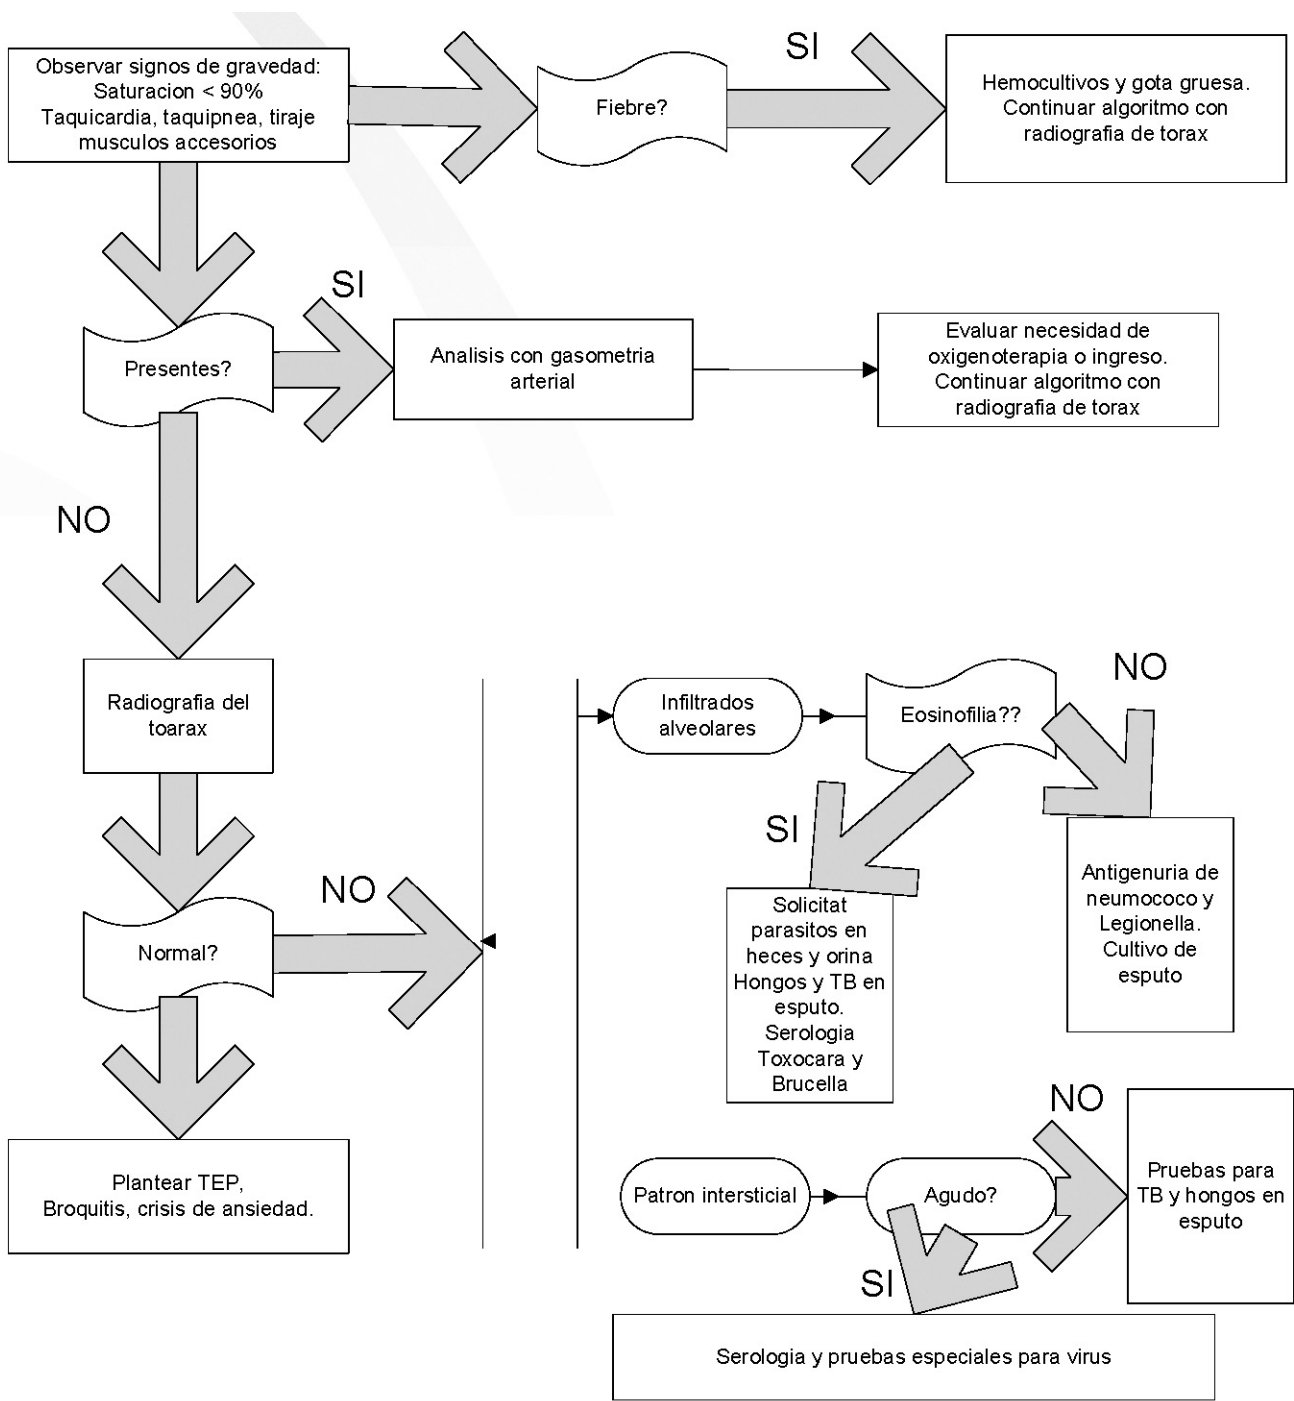 Observar signos de gravedad:
Saturacion < 90%
Taquicardia, taquipnea, tiraje
musculos accesorios
Fiebre?
SI
Hemocultivos y gota gruesa.
Continuar algoritmo con
radiografia de torax
Presentes?
SI
Analisis con gasometria
arterial
Evaluar necesidad de
oxigenoterapia o ingreso.
Continuar algoritmo con
radiografia de torax
NO
Radiografia del
toarax
Normal?
NO
Plantear TEP,
Broquitis, crisis de ansiedad.
Infiltrados
alveolares
Eosinofilia??
NO
SI
Antigenuria de
neumococo y
Legionella.
Cultivo de
esputo
Solicitat
parasitos en
heces y orina
Hongos y TB en
esputo.
Serologia
Toxocara y
Brucella
Patron intersticial
Agudo?
NO
Pruebas para
TB y hongos en
esputo
SI
Serologia y pruebas especiales para virus